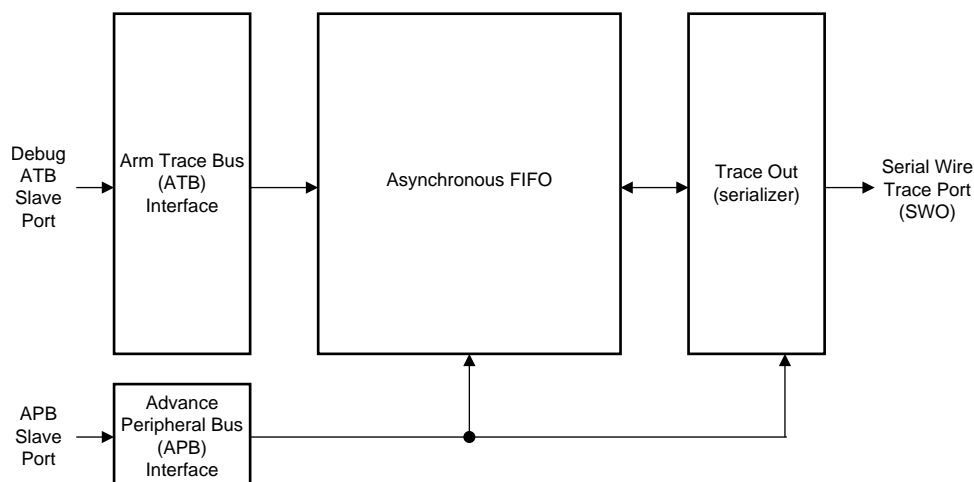 Debug
ATB
Slave
Port
Arm Trace Bus
(ATB)
Interface
Asynchronous FIFO
Trace Out
(serializer)
Serial Wire
Trace Port
(SWO)
APB
Slave
Port
Advance
Peripheral Bus
(APB)
Interface